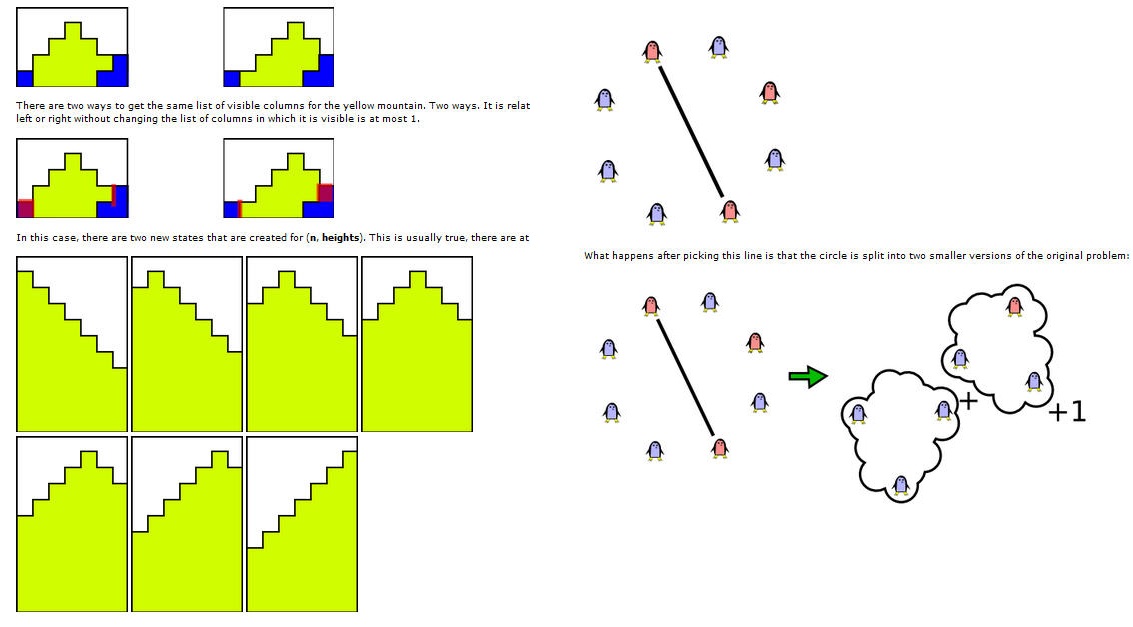 There are two ways to get the same list of visible columns for the yellow mountain. Two ways. It is relat
left or right without changing the list of columns in which it is visible is at most 1.
In this case, there are two new states that are created for (n, heights). This is usually true, there are at
What happens after picking this line is that the circle is split into two smaller versions of the original problem:
+
+1